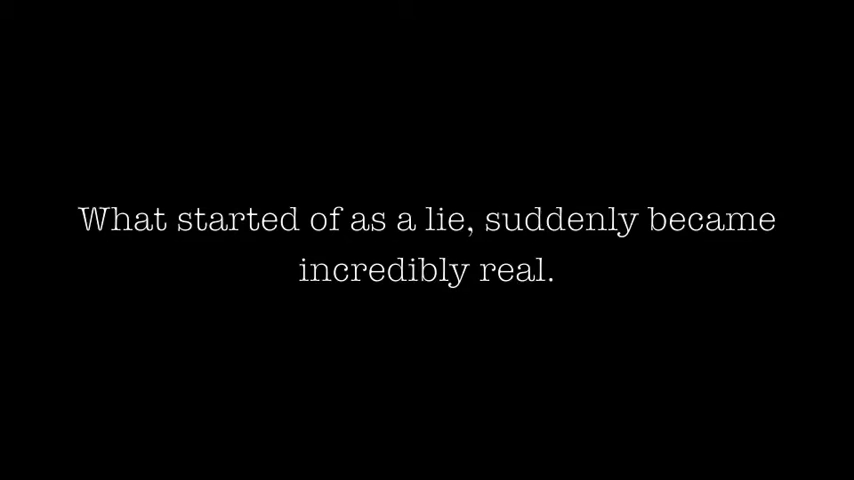 What started of as a lie, suddenly became
incredibly real.